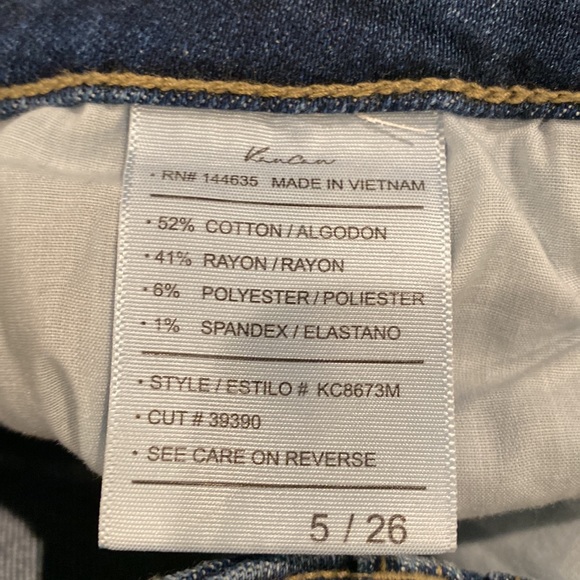 KanCan
• RN# 144635 MADE IN VIETNAM
• 52% COTTON / ALGODON
• 41% RAYON / RAYON
• 6% POLYESTER / POLIESTER
• 1% SPANDEX / ELASTANO
• STYLE / ESTILO # KC8673M
• CUT # 39390
• SEE CARE ON REVERSE
5 / 26